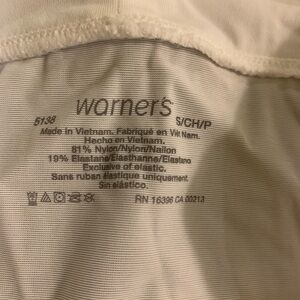 warner's
5138 S/CH/P
Made in Vietnam. Fabriqué en Viet Nam.
Hecho en Vietnam.
81% Nylon/Nylon/Nailon
19% Elastane/Elasthanne/Elastano
Exclusive of elastic.
Sans ruban élastique uniquement.
Sin elástico.
RN 16396 CA 00213